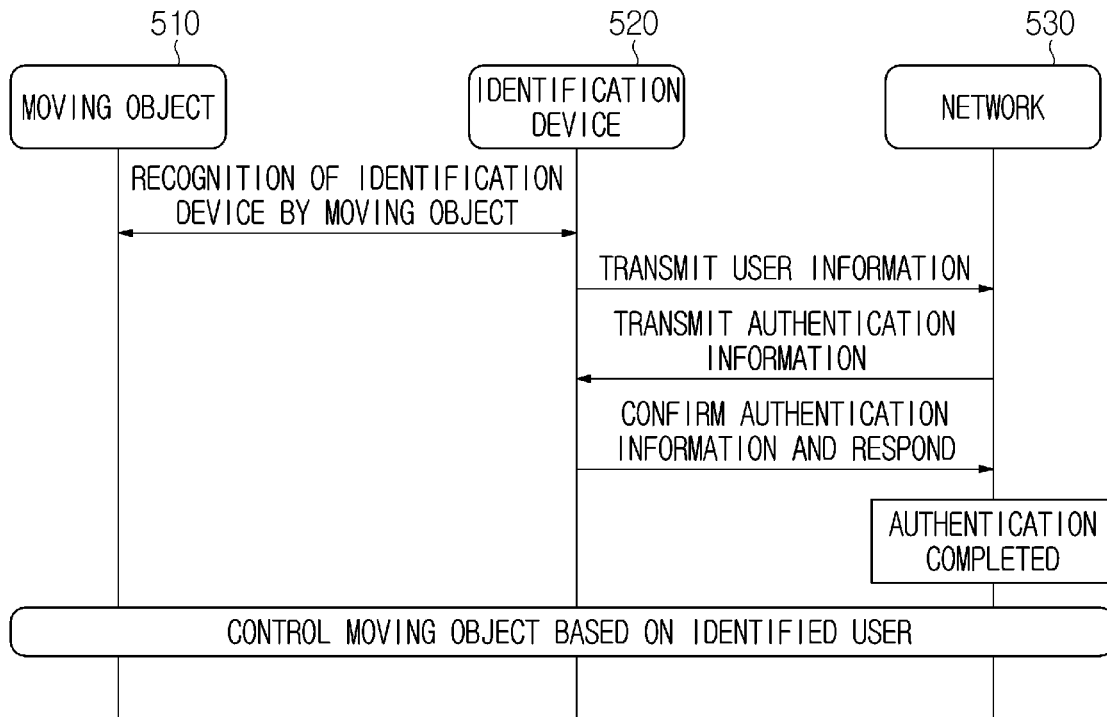 510
520
530
MOVING OBJECT
IDENTIFICATION
DEVICE
NETWORK
RECOGNITION OF IDENTIFICATION
DEVICE BY MOVING OBJECT
TRANSMIT USER INFORMATION
TRANSMIT AUTHENTICATION
INFORMATION
CONFIRM AUTHENTICATION
INFORMATION AND RESPOND
AUTHENTICATION
COMPLETED
CONTROL MOVING OBJECT BASED ON IDENTIFIED USER